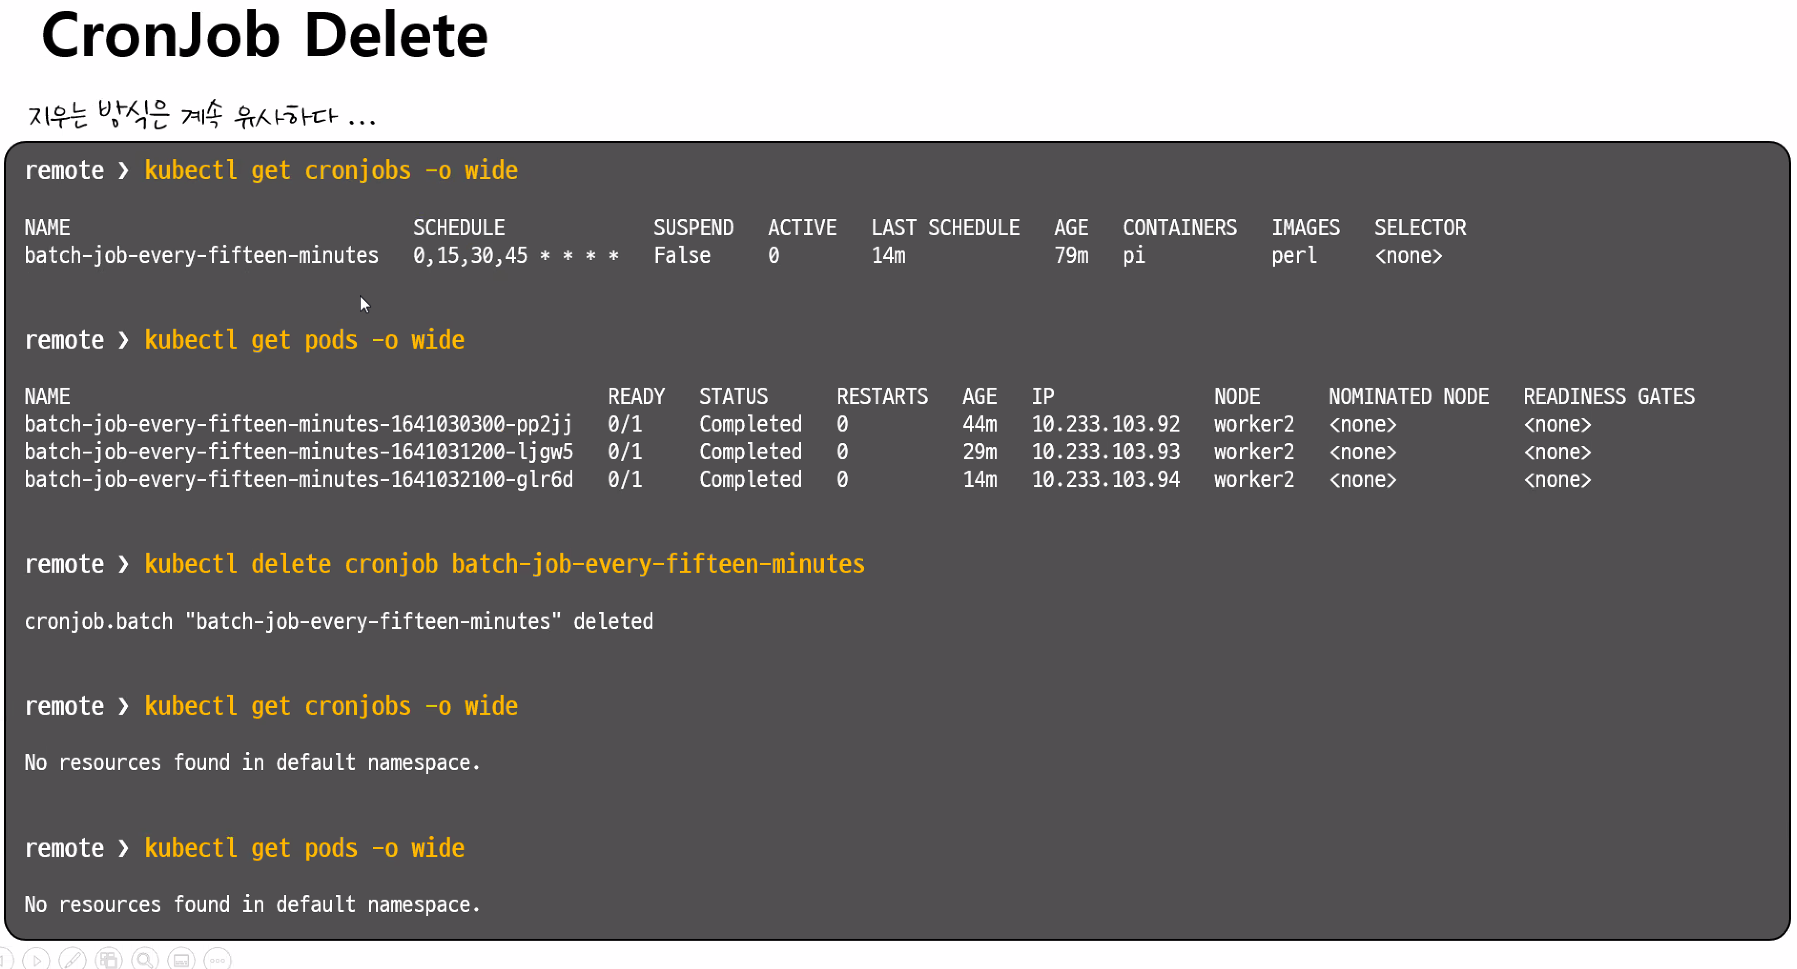 CronJob Delete
지우는 방식은 계속 유사하다 ...
remote ❯ kubectl get cronjobs -o wide
NAME SCHEDULE SUSPEND ACTIVE LAST SCHEDULE AGE CONTAINERS IMAGES SELECTOR
batch-job-every-fifteen-minutes 0,15,30,45 * * * * False 0 14m 79m pi perl <none>
remote ❯ kubectl get pods -o wide
NAME READY STATUS RESTARTS AGE IP NODE NOMINATED NODE READINESS GATES
batch-job-every-fifteen-minutes-1641030300-pp2jj 0/1 Completed 0 44m 10.233.103.92 worker2 <none> <none>
batch-job-every-fifteen-minutes-1641031200-ljgw5 0/1 Completed 0 29m 10.233.103.93 worker2 <none> <none>
batch-job-every-fifteen-minutes-1641032100-glr6d 0/1 Completed 0 14m 10.233.103.94 worker2 <none> <none>
remote ❯ kubectl delete cronjob batch-job-every-fifteen-minutes
cronjob.batch "batch-job-every-fifteen-minutes" deleted
remote ❯ kubectl get cronjobs -o wide
No resources found in default namespace.
remote ❯ kubectl get pods -o wide
No resources found in default namespace.